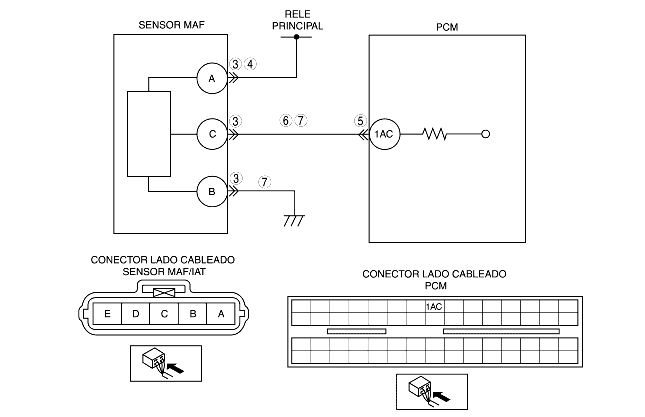 SENSOR MAF
RELE
PRINCIPAL
PCM
A
3 4
C
3
6 7
5
1AC
B
3
7
CONECTOR LADO CABLEADO
SENSOR MAF/IAT
E D C B A
CONECTOR LADO CABLEADO
PCM
1AC